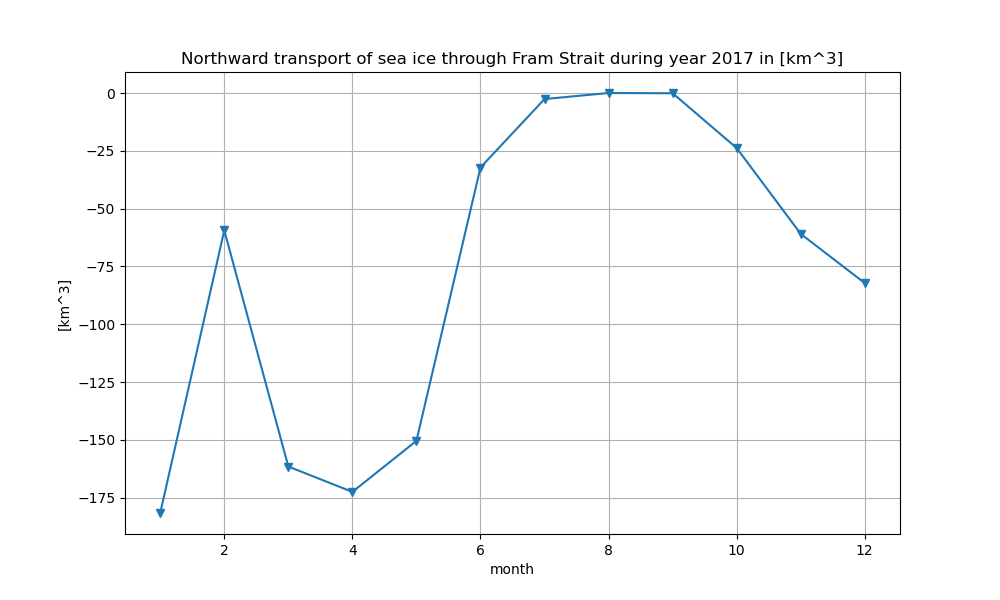 Northward transport of sea ice through Fram Strait during year 2017 in [km^3]
0
−25
−50
−75
−100
−125
−150
−175
[km^3]
2 4 6 8 10 12
month